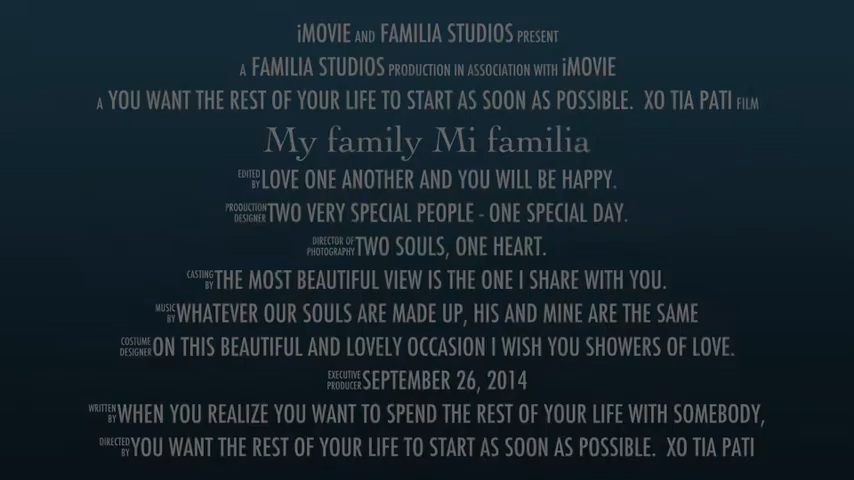 iMOVIE AND FAMILIA STUDIOS PRESENT
A FAMILIA STUDIOS PRODUCTION IN ASSOCIATION WITH iMOVIE
A YOU WANT THE REST OF YOUR LIFE TO START AS SOON AS POSSIBLE. XO TIA PATI FILM
My family Mi familia
EDITED BY LOVE ONE ANOTHER AND YOU WILL BE HAPPY.
PRODUCTION DESIGNER TWO VERY SPECIAL PEOPLE - ONE SPECIAL DAY.
DIRECTOR OF PHOTOGRAPHY TWO SOULS, ONE HEART.
CASTING BY THE MOST BEAUTIFUL VIEW IS THE ONE I SHARE WITH YOU.
MUSIC BY WHATEVER OUR SOULS ARE MADE UP, HIS AND MINE ARE THE SAME
COSTUME DESIGNER ON THIS BEAUTIFUL AND LOVELY OCCASION I WISH YOU SHOWERS OF LOVE.
EXECUTIVE PRODUCER SEPTEMBER 26, 2014
WRITTEN BY WHEN YOU REALIZE YOU WANT TO SPEND THE REST OF YOUR LIFE WITH SOMEBODY,
DIRECTED BY YOU WANT THE REST OF YOUR LIFE TO START AS SOON AS POSSIBLE. XO TIA PATI